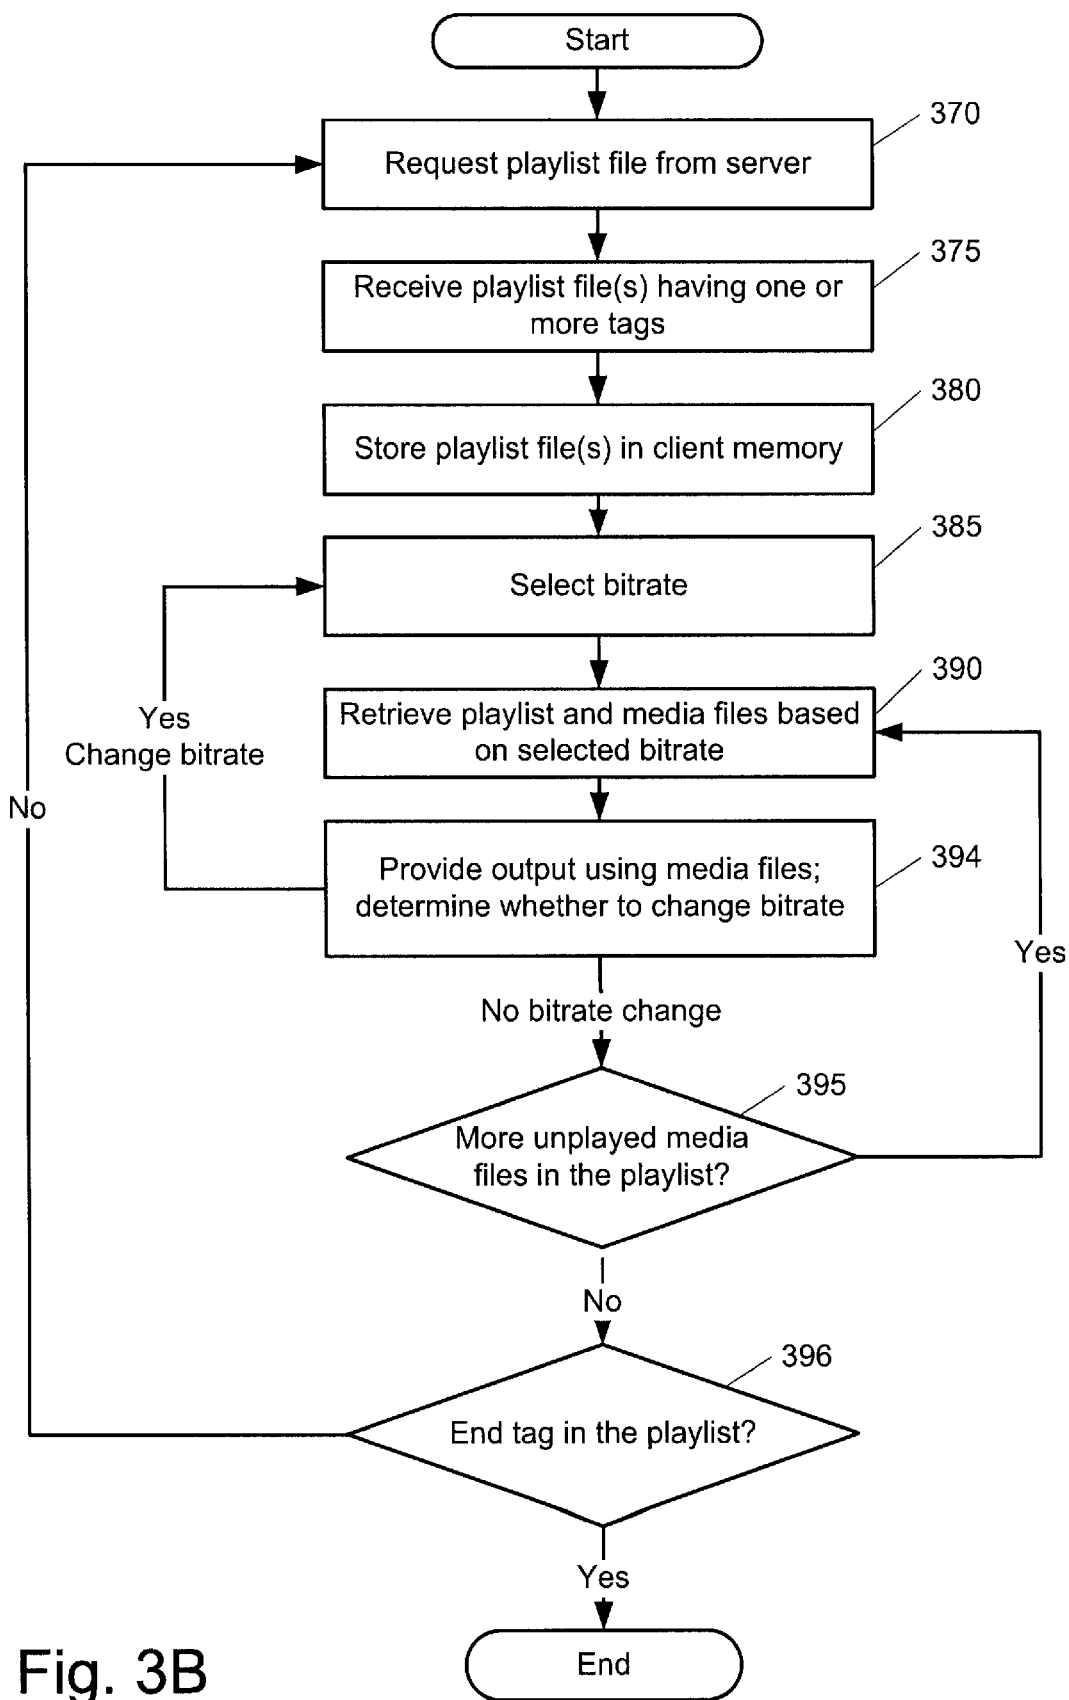 Start
370
Request playlist file from server
375
Receive playlist file(s) having one or
more tags
380
Store playlist file(s) in client memory
385
Select bitrate
390
Retrieve playlist and media files based
on selected bitrate
Yes
Change bitrate
No
394
Provide output using media files;
determine whether to change bitrate
Yes
No bitrate change
395
More unplayed media
files in the playlist?
No
396
End tag in the playlist?
Yes
End
Fig. 3B